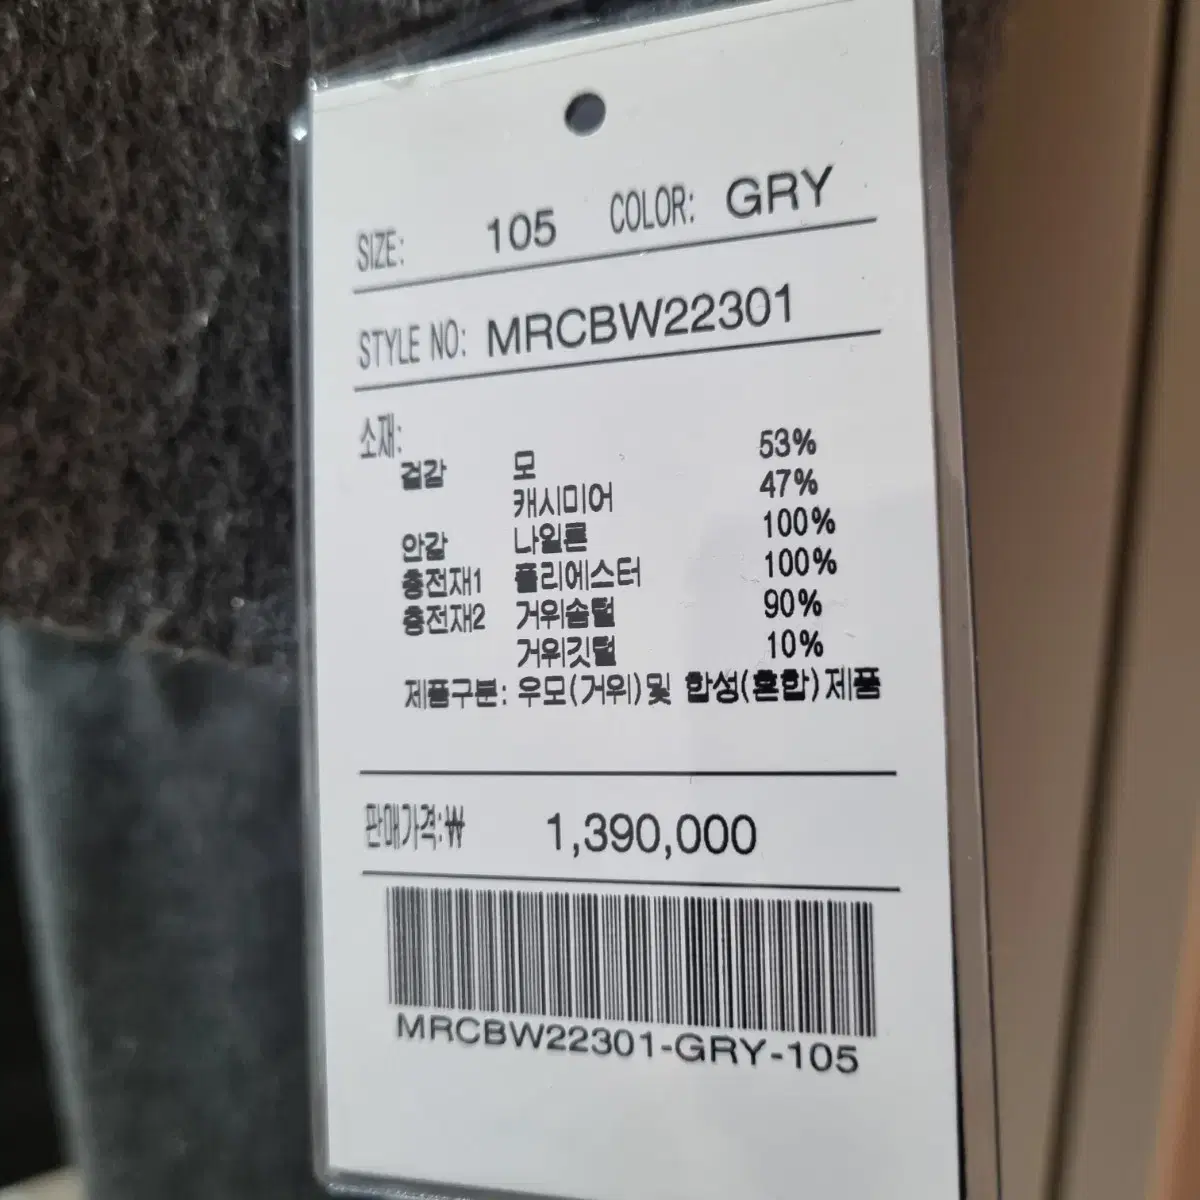 SIZE: 105 COLOR: GRY
STYLE NO: MRCBW22301
소재:
겉감 모 53%
캐시미어 47%
안감 나일론 100%
충전재1 폴리에스터 100%
충전재2 거위솜털 90%
거위깃털 10%
제품구분: 우모(거위)및 합성(혼합)제품
판매가격:₩ 1,390,000
MRCBW22301-GRY-105